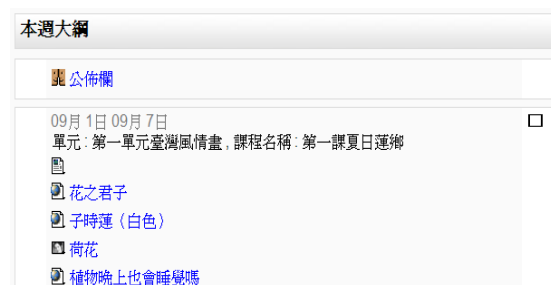 本週大綱
公佈欄
09月 1日 09月 7日
單元 : 第一單元臺灣風情畫 , 課程名稱 : 第一課夏日蓮鄉
花之君子
子時蓮（白色）
荷花
植物晚上也會睡覺嗎